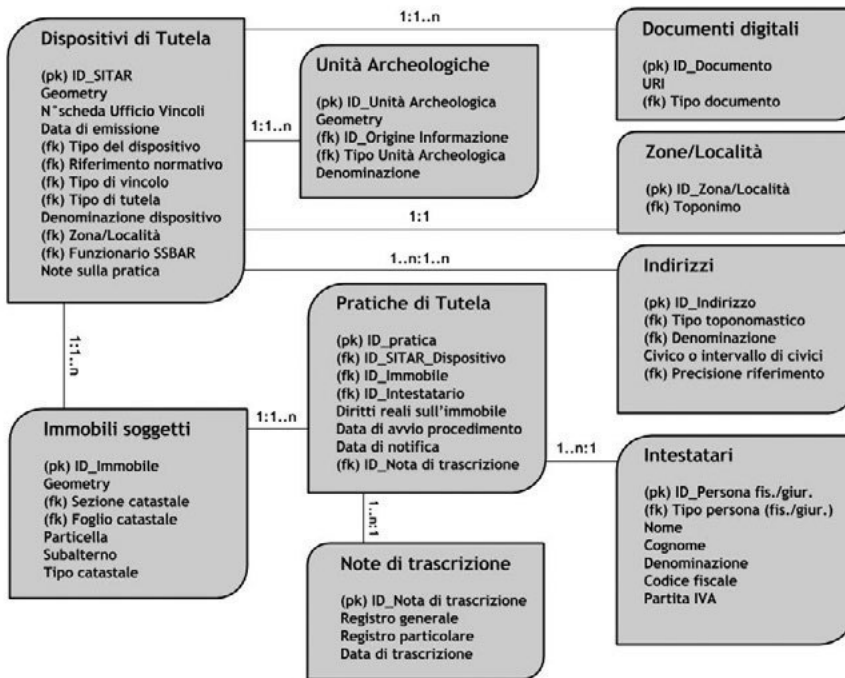 Dispositivi di Tutela
(pk) ID_SITAR
Geometry
N°scheda Ufficio Vincoli
Data di emissione
(fk) Tipo del dispositivo
(fk) Riferimento normativo
(fk) Tipo di vincolo
(fk) Tipo di tutela
Denominazione dispositivo
(fk) Zona/Località
(fk) Funzionario SSBAR
Note sulla pratica
1:1..n
Documenti digitali
(pk) ID_Documento
URI
(fk) Tipo documento
1:1..n
Unità Archeologiche
(pk) ID_Unità Archeologica
Geometry
(fk) ID_Origine Informazione
(fk) Tipo Unità Archeologica
Denominazione
1:1
Zone/Località
(pk) ID_Zona/Località
(fk) Toponimo
1..n:1..n
Indirizzi
(pk) ID_Indirizzo
(fk) Tipo toponomastico
(fk) Denominazione
Civico o intervallo di civici
(fk) Precisione riferimento
1:1..n
Pratiche di Tutela
(pk) ID_pratica
(fk) ID_SITAR_Dispositivo
(fk) ID_Immobile
(fk) ID_Intestatario
Diritti reali sull'immobile
Data di avvio procedimento
Data di notifica
(fk) ID_Nota di trascrizione
1:1..n
Immobili soggetti
(pk) ID_Immobile
Geometry
(fk) Sezione catastale
(fk) Foglio catastale
Particella
Subalterno
Tipo catastale
1..n:1
Intestatari
(pk) ID_Persona fis./giur.
(fk) Tipo persona (fis./giur.)
Nome
Cognome
Denominazione
Codice fiscale
Partita IVA
1..n:1
Note di trascrizione
(pk) ID_Nota di trascrizione
Registro generale
Registro particolare
Data di trascrizione